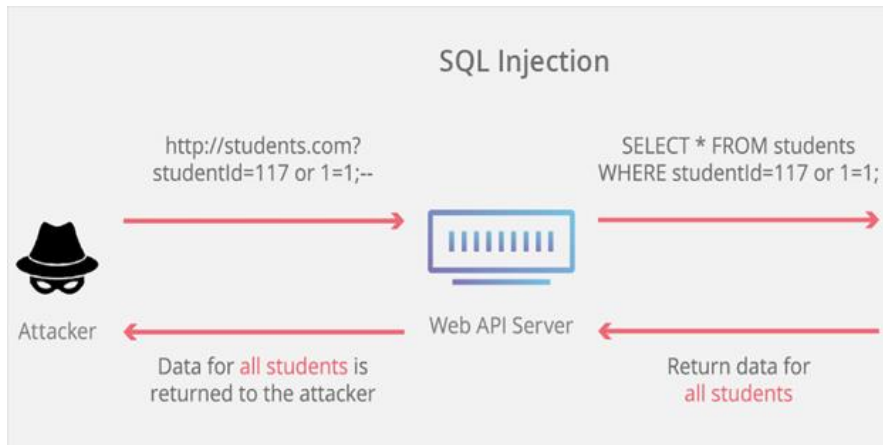 SQL Injection
http://students.com?
studentId=117 or 1=1;--
SELECT * FROM students
WHERE studentId=117 or 1=1;
Attacker
Web API Server
Data for all students is
returned to the attacker
Return data for
all students